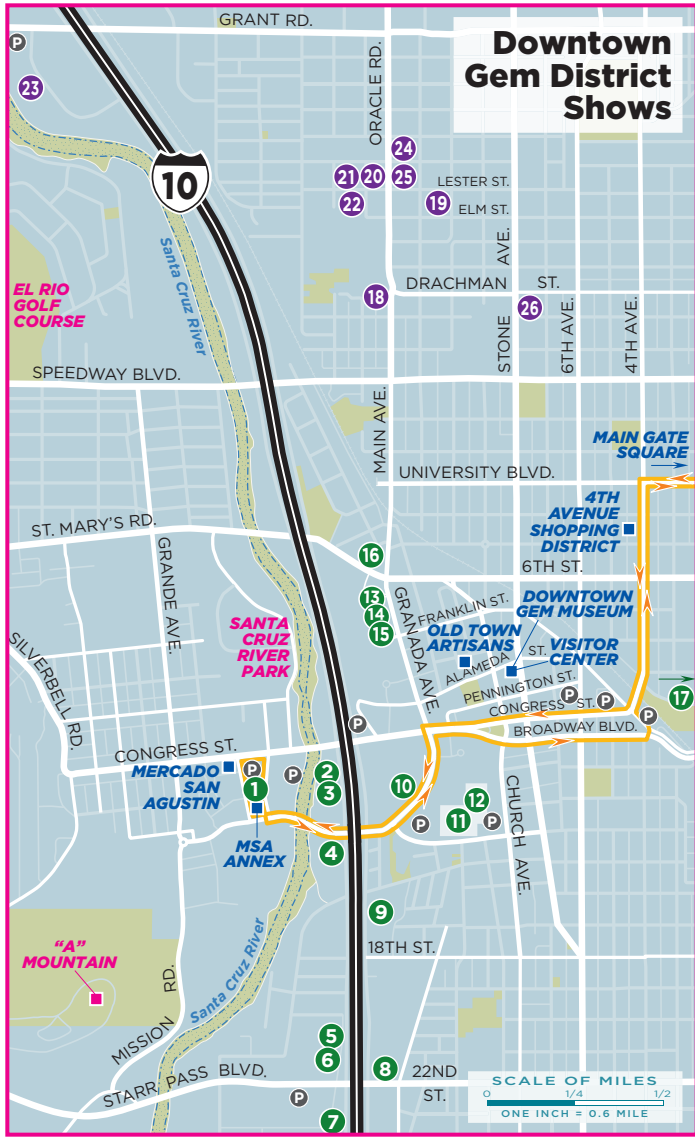 GRANT RD.
Downtown
Gem District
Shows
P
23
ORACLE RD.
24
21
20
25
LESTER ST.
10
22
19
ELM ST.
AVE.
Santa Cruz River
EL RIO
GOLF
COURSE
DRACHMAN ST.
18
26
STONE
6TH AVE.
4TH AVE.
SPEEDWAY BLVD.
MAIN AVE.
MAIN GATE
SQUARE
UNIVERSITY BLVD.
4TH
AVENUE
SHOPPING
DISTRICT
ST. MARY'S RD.
16
6TH ST.
GRANDE AVE.
13
14
15
GRANADA AVE.
FRANKLIN ST.
DOWNTOWN
GEM MUSEUM
SANTA
CRUZ
RIVER
PARK
OLD TOWN
ARTISANS
VISITOR
CENTER
ALAMEDA ST.
SILVERBELL RD.
PENNINGTON ST.
P
P
17
CONGRESS ST.
P
P
BROADWAY BLVD.
CONGRESS ST.
MERCADO
SAN
AGUSTIN
P
1
P
2
3
10
12
11
P
P
CHURCH AVE.
MSA
ANNEX
4
9
18TH ST.
"A"
MOUNTAIN
Santa Cruz River
MISSION RD.
5
6
8
22ND
ST.
STARR PASS BLVD.
P
7
SCALE OF MILES
0 1/4 1/2
ONE INCH = 0.6 MILE